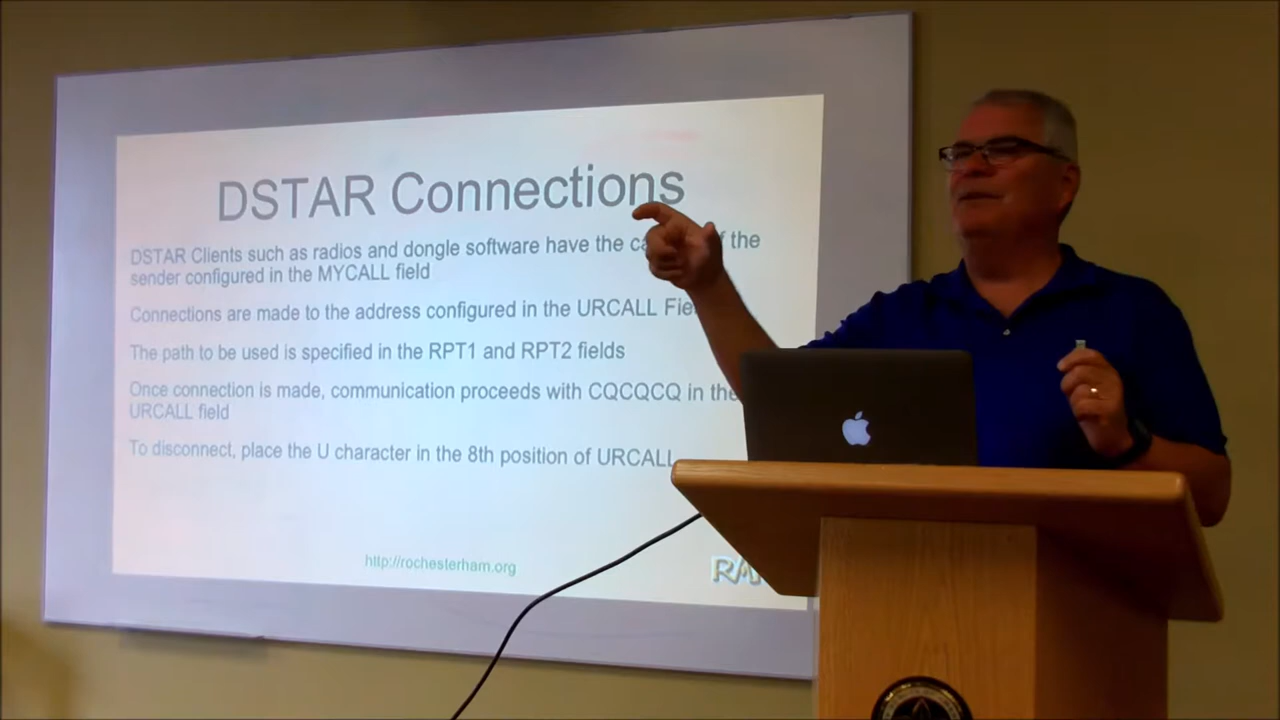 DSTAR Connections
DSTAR Clients such as radios and dongle software have the of the
sender configured in the MYCALL field
Connections are made to the address configured in the URCALL
The path to be used is specified in the RPT1 and RPT2 fields
Once connection is made, communication proceeds with CQCQCQ in the
URCALL field
To disconnect, place the U character in the 8th position of URCALL
http://rochesterham.org